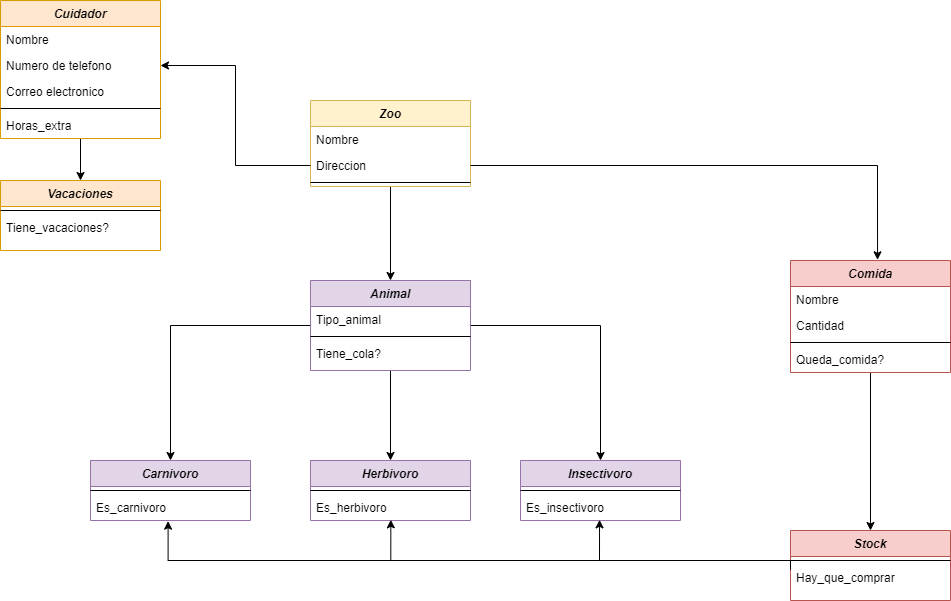 Cuidador
Nombre
Numero de telefono
Correo electronico
Horas_extra
Vacaciones
Tiene_vacaciones?
Zoo
Nombre
Direccion
Animal
Tipo_animal
Tiene_cola?
Comida
Nombre
Cantidad
Queda_comida?
Carnivoro
Es_carnivoro
Herbivoro
Es_herbivoro
Insectivoro
Es_insectivoro
Stock
Hay_que_comprar